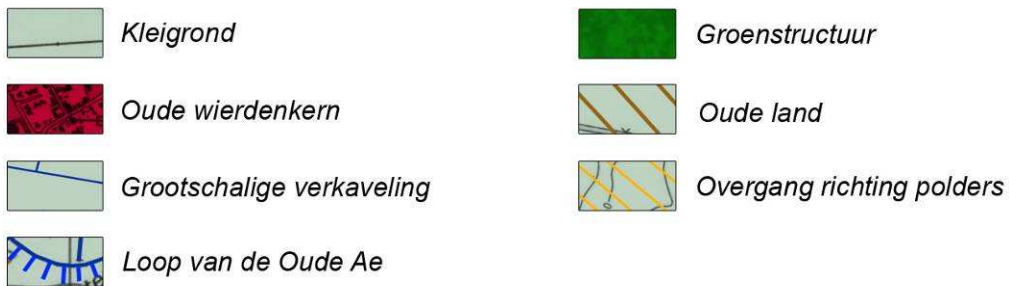 Kleigrond
Oude wierdenkern
Grootschalige verkaveling
Loop van de Oude Ae
Groenstructuur
Oude land
Overgang richting polders